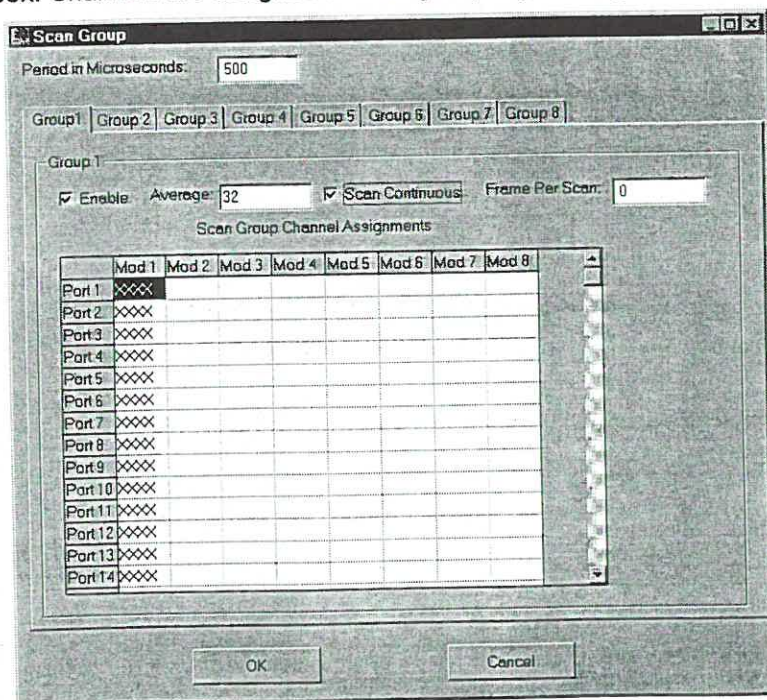 Scan Group
Period in Microseconds: 500
Group1 Group 2 Group 3 Group 4 Group 5 Group 6 Group 7 Group 8
Group 1
Enable Average: 32 Scan Continuous Frame Per Scan: 0
Scan Group Channel Assignments
Mod 1 Mod 2 Mod 3 Mod 4 Mod 5 Mod 6 Mod 7 Mod 8
Port 1 XXXX
Port 2 XXXX
Port 3 XXXX
Port 4 XXXX
Port 5 XXXX
Port 6 XXXX
Port 7 XXXX
Port 8 XXXX
Port 9 XXXX
Port 10 XXXX
Port 11 XXXX
Port 12 XXXX
Port 13 XXXX
Port 14 XXXX
OK Cancel